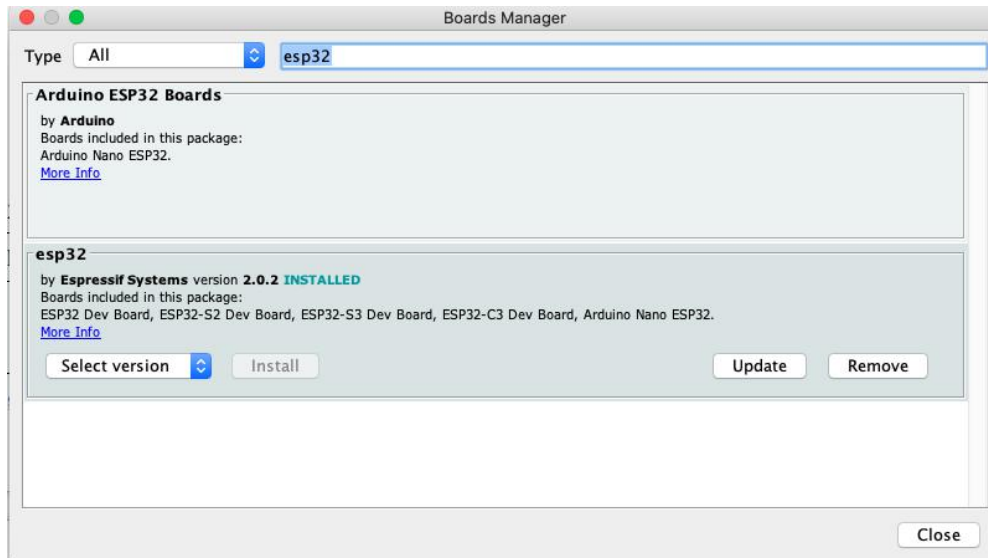 Boards Manager
Type All esp32
Arduino ESP32 Boards
by Arduino
Boards included in this package:
Arduino Nano ESP32.
More Info
esp32
by Espressif Systems version 2.0.2 INSTALLED
Boards included in this package:
ESP32 Dev Board, ESP32-S2 Dev Board, ESP32-S3 Dev Board, ESP32-C3 Dev Board, Arduino Nano ESP32.
More Info
Select version Install Update Remove
Close